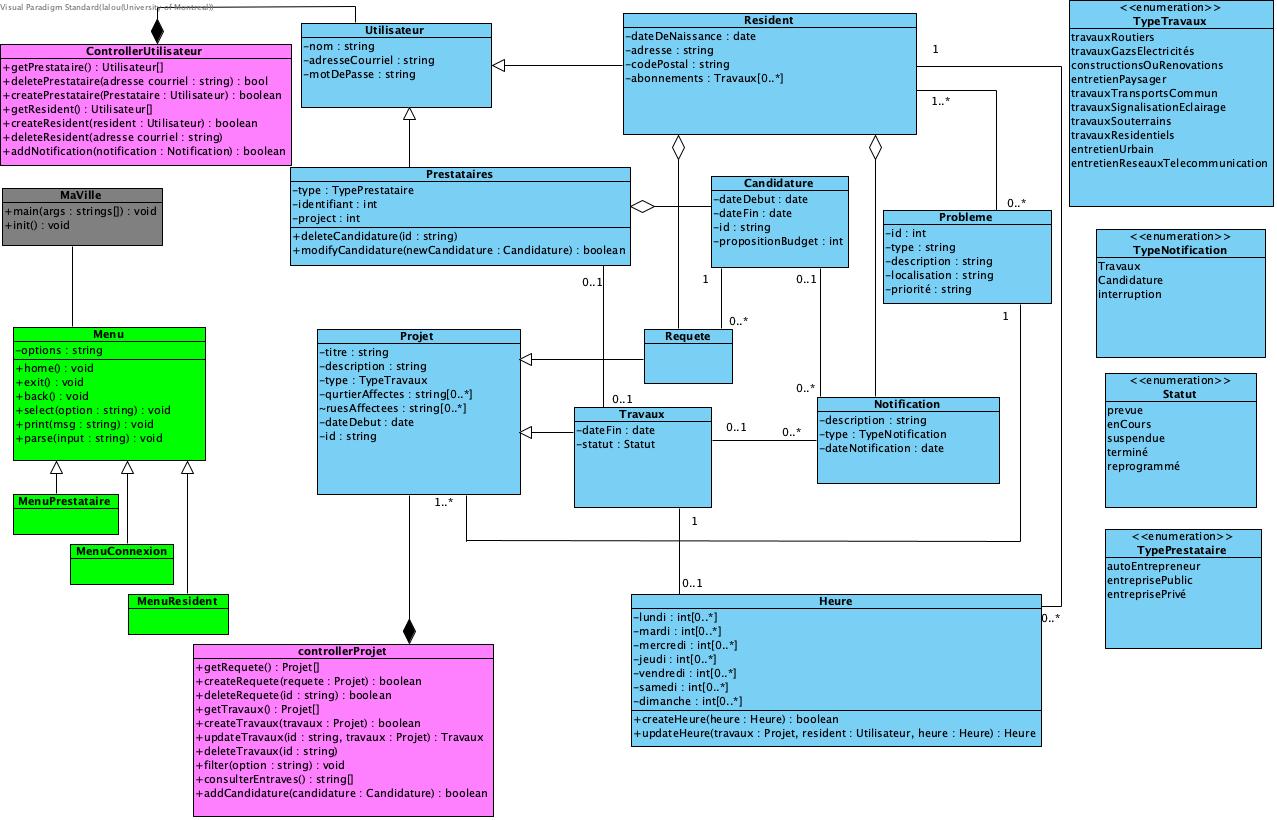 Visual Paradigm Standard(lalou(University of Montreal))
ControllerUtilisateur
+getPrestataire() : Utilisateur[]
+deletePrestataire(adresse courriel : string) : bool
+createPrestataire(Prestataire : Utilisateur) : boolean
+getResident() : Utilisateur[]
+createResident(resident : Utilisateur) : boolean
+deleteResident(adresse courriel : string)
+addNotification(notification : Notification) : boolean
Utilisateur
-nom : string
-adresseCourriel : string
-motDePasse : string
Resident
-dateDeNaissance : date
-adresse : string
-codePostal : string
-abonnements : Travaux[0..*]
1
1..*
<<enumeration>>
TypeTravaux
travauxRoutiers
travauxGazsElectricités
constructionsOuRenovations
entretienPaysager
travauxTransportsCommun
travauxSignalisationEclairage
travauxSouterrains
travauxResidentiels
entretienUrbain
entretienReseauxTelecommunication
MaVille
+main(args : strings[]) : void
+init() : void
Prestataires
-type : TypePrestataire
-identifiant : int
-project : int
+deleteCandidature(id : string)
+modifyCandidature(newCandidature : Candidature) : boolean
0..1
Candidature
-dateDebut : date
-dateFin : date
-id : string
-propositionBudget : int
1
0..1
0..*
Probleme
-id : int
-type : string
-description : string
-localisation : string
-priorité : string
1
<<enumeration>>
TypeNotification
Travaux
Candidature
interruption
Menu
-options : string
+home() : void
+exit() : void
+back() : void
+select(option : string) : void
+print(msg : string) : void
+parse(input : string) : void
Projet
-titre : string
-description : string
-type : TypeTravaux
-qurtierAffectes : string[0..*]
~ruesAffectees : string[0..*]
-dateDebut : date
-id : string
1..*
0..*
Requete
0..1
Travaux
-dateFin : date
-statut : Statut
0..1
0..*
1
0..*
Notification
-description : string
-type : TypeNotification
-dateNotification : date
<<enumeration>>
Statut
prevue
enCours
suspendue
terminé
reprogrammé
MenuPrestataire
MenuConnexion
MenuResident
<<enumeration>>
TypePrestataire
autoEntrepreneur
entreprisePublic
entreprisePrivé
0..1
0..*
Heure
-lundi : int[0..*]
-mardi : int[0..*]
-mercredi : int[0..*]
-jeudi : int[0..*]
-vendredi : int[0..*]
-samedi : int[0..*]
-dimanche : int[0..*]
+createHeure(heure : Heure) : boolean
+updateHeure(travaux : Projet, resident : Utilisateur, heure : Heure) : Heure
controllerProjet
+getRequete() : Projet[]
+createRequete(requete : Projet) : boolean
+deleteRequete(id : string) : boolean
+getTravaux() : Projet[]
+createTravaux(travaux : Projet) : boolean
+updateTravaux(id : string, travaux : Projet) : Travaux
+deleteTravaux(id : string)
+filter(option : string) : void
+consulterEntraves() : string[]
+addCandidature(candidature : Candidature) : boolean